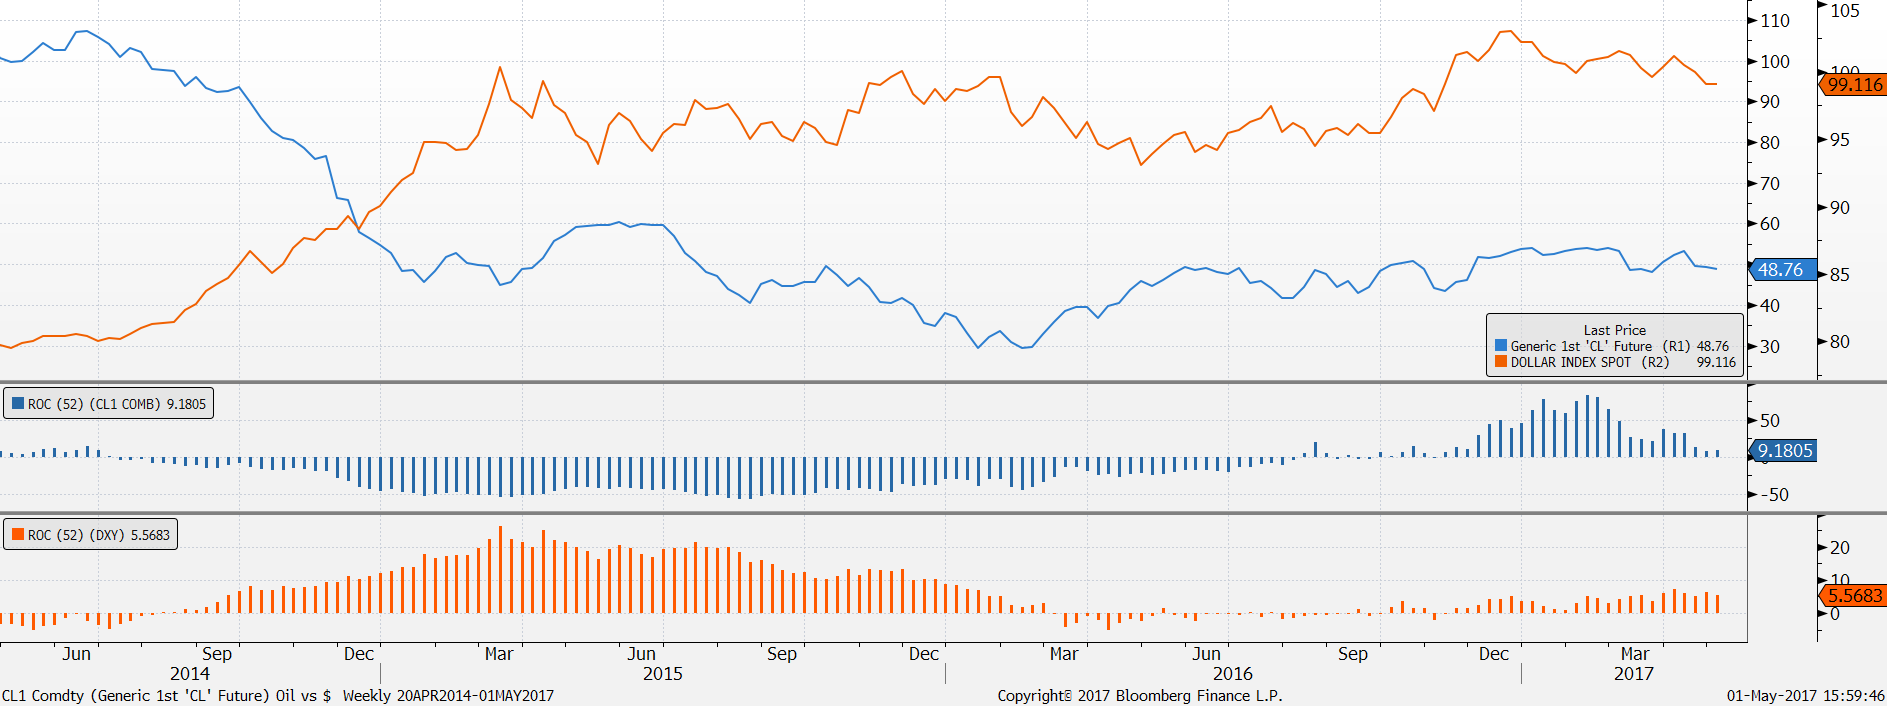 110
100
90
80
70
60
40
30
105
100
95
90
85
80
99.116
48.76
Last Price
Generic 1st 'CL' Future (R1) 48.76
DOLLAR INDEX SPOT (R2) 99.116
ROC (52) (CL1 COMB) 9.1805
50
9.1805
-50
ROC (52) (DXY) 5.5683
20
10
5.5683
0
Jun Sep Dec Mar Jun Sep Dec Mar Jun Sep Dec Mar
2014 2015 2016 2017
CL1 Comdty (Generic 1st 'CL' Future) Oil vs $ Weekly 20APR2014-01MAY2017 Copyright© 2017 Bloomberg Finance L.P. 01-May-2017 15:59:46